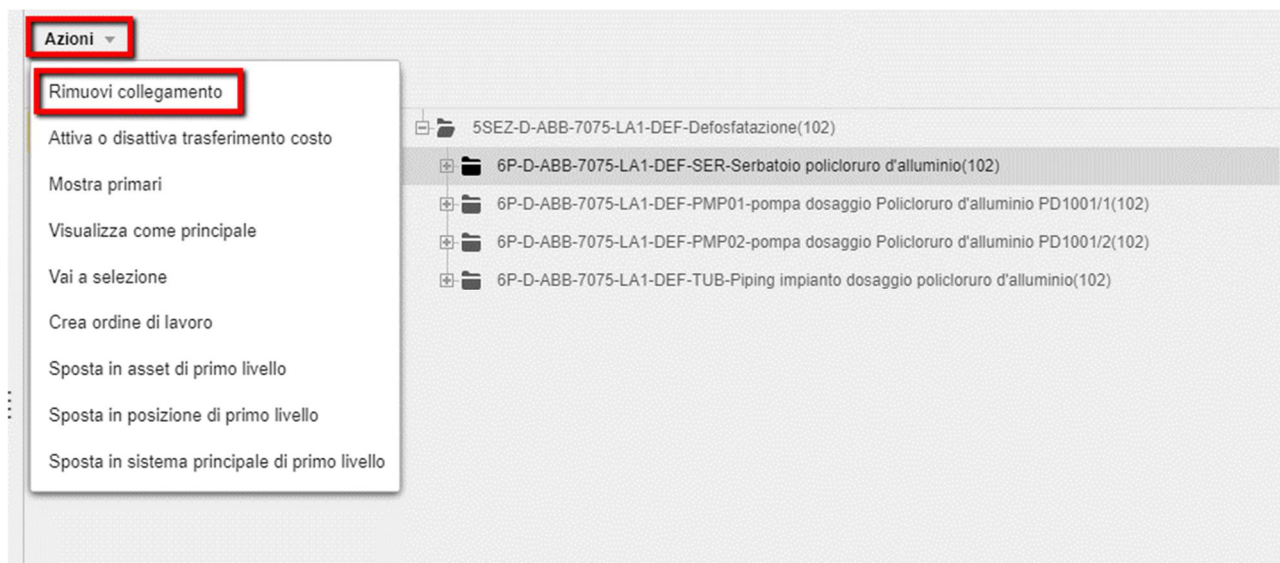 Azioni
Rimuovi collegamento
Attiva o disattiva trasferimento costo
Mostra primari
Visualizza come principale
Vai a selezione
Crea ordine di lavoro
Sposta in asset di primo livello
Sposta in posizione di primo livello
Sposta in sistema principale di primo livello
5SEZ-D-ABB-7075-LA1-DEF-Defosfatazione(102)
6P-D-ABB-7075-LA1-DEF-SER-Serbatoio policloruro d'alluminio(102)
6P-D-ABB-7075-LA1-DEF-PMP01-pompa dosaggio Policloruro d'alluminio PD1001/1(102)
6P-D-ABB-7075-LA1-DEF-PMP02-pompa dosaggio Policloruro d'alluminio PD1001/2(102)
6P-D-ABB-7075-LA1-DEF-TUB-Piping impianto dosaggio policloruro d'alluminio(102)